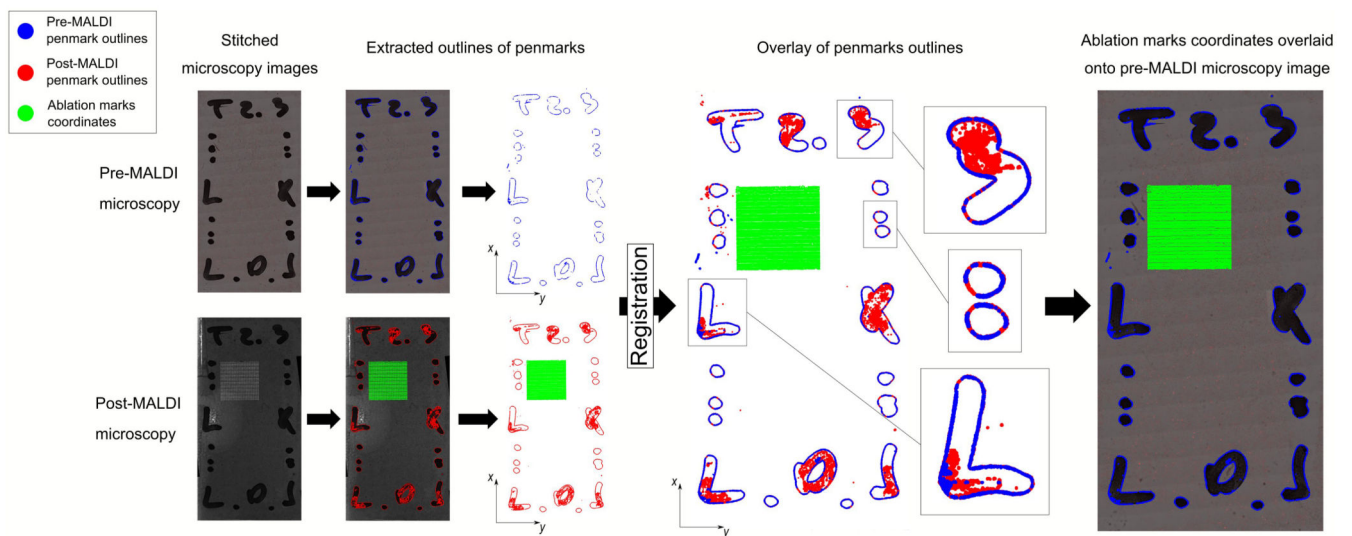 Pre-MALDI
penmark outlines
Post-MALDI
penmark outlines
Ablation marks
coordinates
Stitched
microscopy images
Extracted outlines of penmarks
Overlay of penmarks outlines
Ablation marks coordinates overlaid
onto pre-MALDI microscopy image
Pre-MALDI
microscopy
Post-MALDI
microscopy
x
y
x
y
Registration
x
y